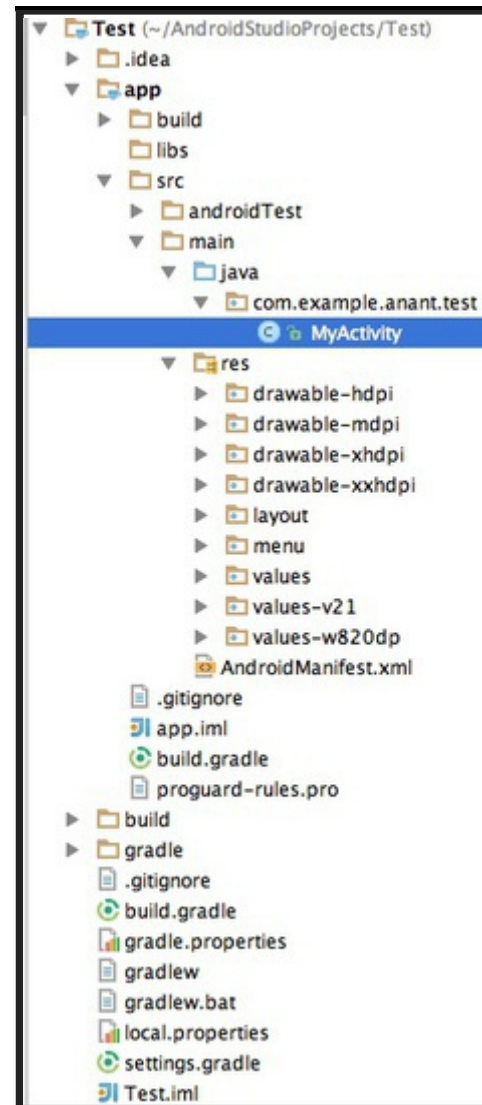 Test (~/AndroidStudioProjects/Test)
.idea
app
build
libs
src
androidTest
main
java
com.example.anant.test
C MyActivity
res
drawable-hdpi
drawable-mdpi
drawable-xhdpi
drawable-xxhdpi
layout
menu
values
values-v21
values-w820dp
AndroidManifest.xml
.gitignore
app.iml
build.gradle
proguard-rules.pro
build
gradle
.gitignore
build.gradle
gradle.properties
gradlew
gradlew.bat
local.properties
settings.gradle
Test.iml